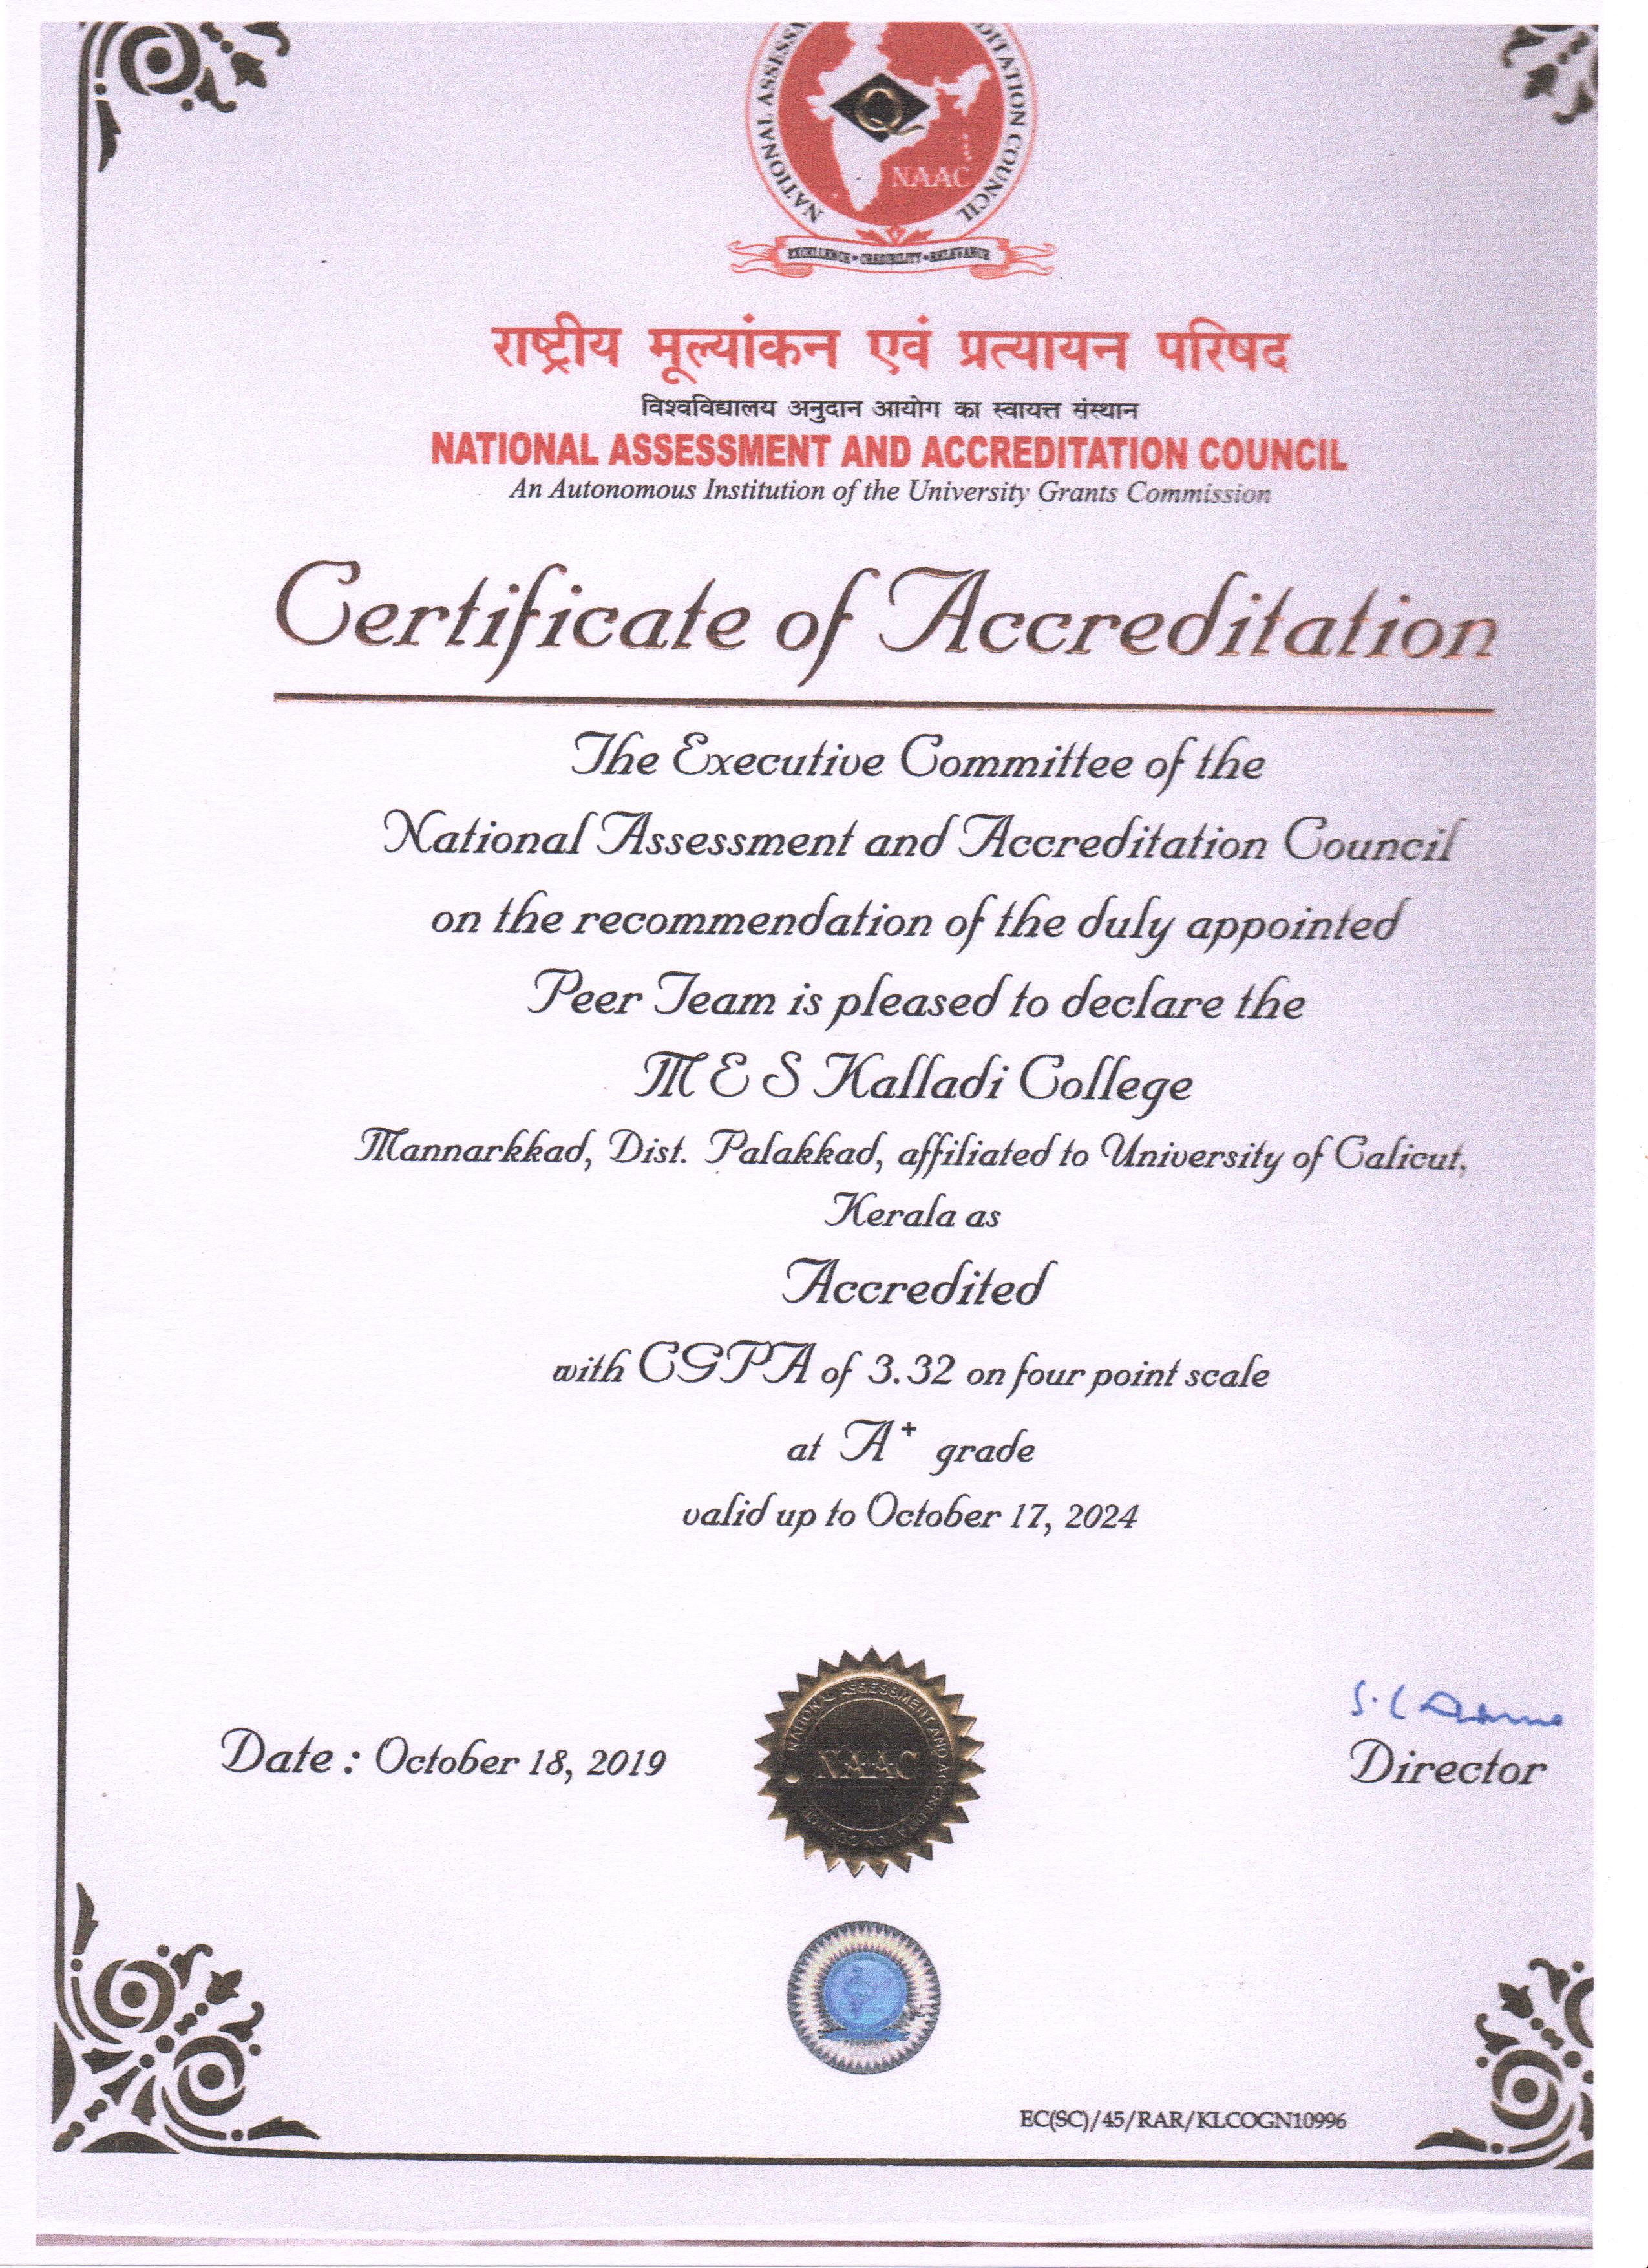 NATIONAL ASSESS
DITATION COUNCIL
Q
NAAC
EXCELLENCE • CREDIBILITY • RELEVANCE
राष्ट्रीय मूल्यांकन एवं प्रत्यायन परिषद
विश्वविद्यालय अनुदान आयोग का स्वायत्त संस्थान
NATIONAL ASSESSMENT AND ACCREDITATION COUNCIL
An Autonomous Institution of the University Grants Commission
Certificate of Accreditation
The Executive Committee of the
National Assessment and Accreditation Council
on the recommendation of the duly appointed
Peer Team is pleased to declare the
M E S Kalladi College
Mannarkkad, Dist. Palakkad, affiliated to University of Calicut,
Kerala as
Accredited
with CGPA of 3.32 on four point scale
at A+ grade
valid up to October 17, 2024
NATIONAL ASSESSMENT AND ACCREDITATION COUNCIL
NAAC
Date : October 18, 2019
Director
EC(SC)/45/RAR/KLCOGN10996